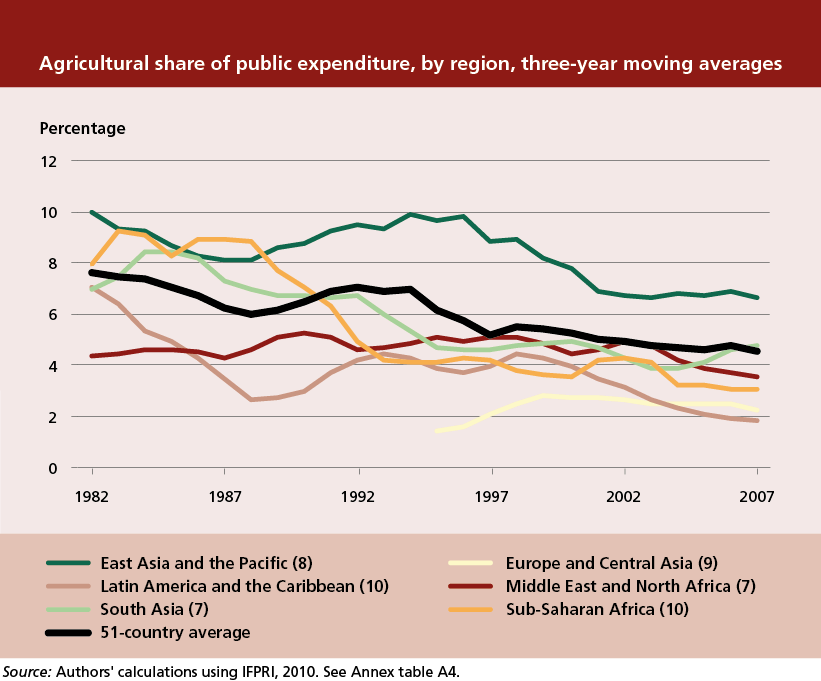 Agricultural share of public expenditure, by region, three-year moving averages
Percentage
12
10
8
6
4
2
0
1982 1987 1992 1997 2002 2007
East Asia and the Pacific (8) Europe and Central Asia (9)
Latin America and the Caribbean (10) Middle East and North Africa (7)
South Asia (7) Sub-Saharan Africa (10)
51-country average
Source: Authors' calculations using IFPRI, 2010. See Annex table A4.